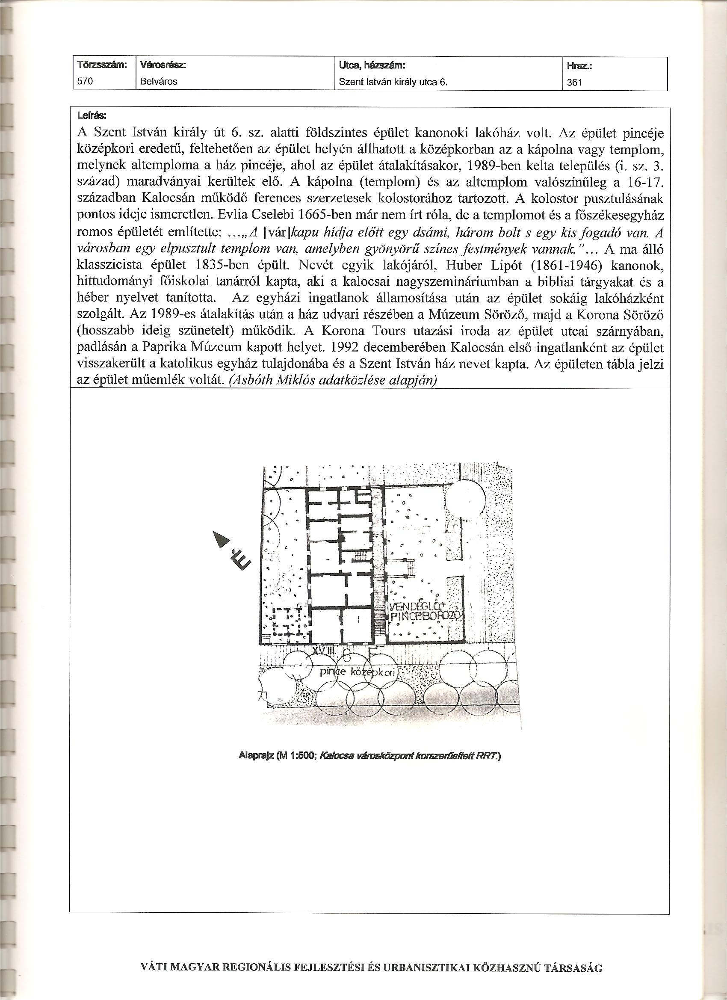 Törzsszám: Városrész: Utca, házszám: Hrsz.:
570 Belváros Szent István király utca 6. 361
Leírás:
A Szent István király út 6. sz. alatti földszintes épület kanonoki lakóház volt. Az épület pincéje
középkori eredetű, feltehetően az épület helyén állhatott a középkorban az a kápolna vagy templom,
melynek altemploma a ház pincéje, ahol az épület átalakításakor, 1989-ben kelta település (i. sz. 3.
század) maradványai kerültek elő. A kápolna (templom) és az altemplom valószínűleg a 16-17.
században Kalocsán működő ferences szerzetesek kolostorához tartozott. A kolostor pusztulásának
pontos ideje ismeretlen. Evlia Cselebi 1665-ben már nem írt róla, de a templomot és a főszékesegyház
romos épületét említette: ...„A [vár]kapu hídja előtt egy dsámi, három bolt s egy kis fogadó van. A
városban egy elpusztult templom van, amelyben gyönyörű színes festmények vannak."... A ma álló
klasszicista épület 1835-ben épült. Nevét egyik lakójáról, Huber Lipót (1861-1946) kanonok,
hittudományi főiskolai tanárról kapta, aki a kalocsai nagyszemináriumban a bibliai tárgyakat és a
héber nyelvet tanította. Az egyházi ingatlanok államosítása után az épület sokáig lakóházként
szolgált. Az 1989-es átalakítás után a ház udvari részében a Múzeum Söröző, majd a Korona Söröző
(hosszabb ideig szünetelt) működik. A Korona Tours utazási iroda az épület utcai szárnyában,
padlásán a Paprika Múzeum kapott helyet. 1992 decemberében Kalocsán első ingatlanként az épület
visszakerült a katolikus egyház tulajdonába és a Szent István ház nevet kapta. Az épületen tábla jelzi
az épület műemlék voltát. (Asbóth Miklós adatközlése alapján)
É
VENDÉGLŐ+
PINCEBOROZÓ
XVIII.
pince középkori
Alaprajz (M 1:500; Kalocsa városközpont korszerűsített RRT.)
VÁTI MAGYAR REGIONÁLIS FEJLESZTÉSI ÉS URBANISZTIKAI KÖZHASZNÚ TÁRSASÁG